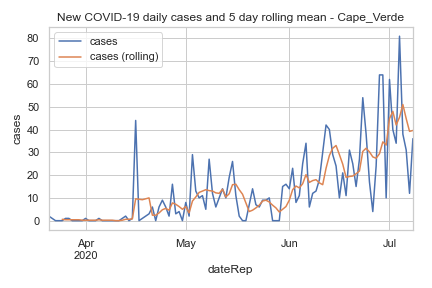 New COVID-19 daily cases and 5 day rolling mean - Cape_Verde
cases
cases (rolling)
80
70
60
50
40
30
20
10
0
cases
Apr May Jun Jul
2020
dateRep